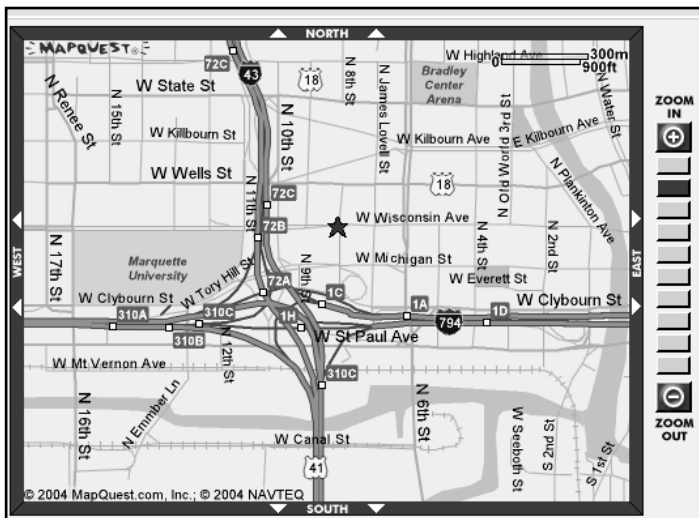 NORTH
MAPQUEST®
72C
43
18
N 8th St
W Highland Ave
300m
0
900ft
W State St
N Renee St
N 15th St
N 10th St
N James Lovell St
Bradley
Center
Arena
N Old World 3rd St
N Water St
ZOOM
IN
W Killbourn St
W Kilbourn Ave
E Kilbourn Ave
W Wells St
N Plankinton Ave
N 11th St
72C
18
W Wisconsin Ave
72B
WEST
EAST
N 17th St
Marquette
University
W Tory Hill St
N 9th St
W Michigan St
N 4th St
N 2nd St
72A
W Everett St
W Clybourn St
1C
1A
1D
W Clybourn St
310A
310C
1H
794
310B
W St Paul Ave
N 12th St
W Mt Vernon Ave
310C
N 16th St
N Emmber Ln
N 6th St
W Seeboth St
S 2nd St
S 1st St
W Canal St
ZOOM
OUT
41
© 2004 MapQuest.com, Inc.; © 2004 NAVTEQ
SOUTH